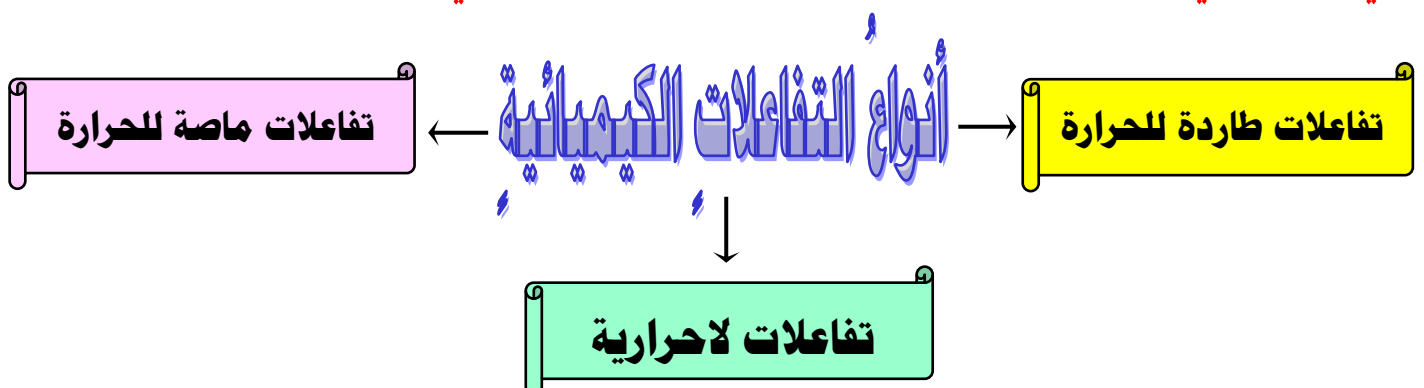 أنواعُ التفاعلاتِ الكيميائيةِ
تفاعلات طاردة للحرارة
تفاعلات ماصة للحرارة
تفاعلات لاحرارية